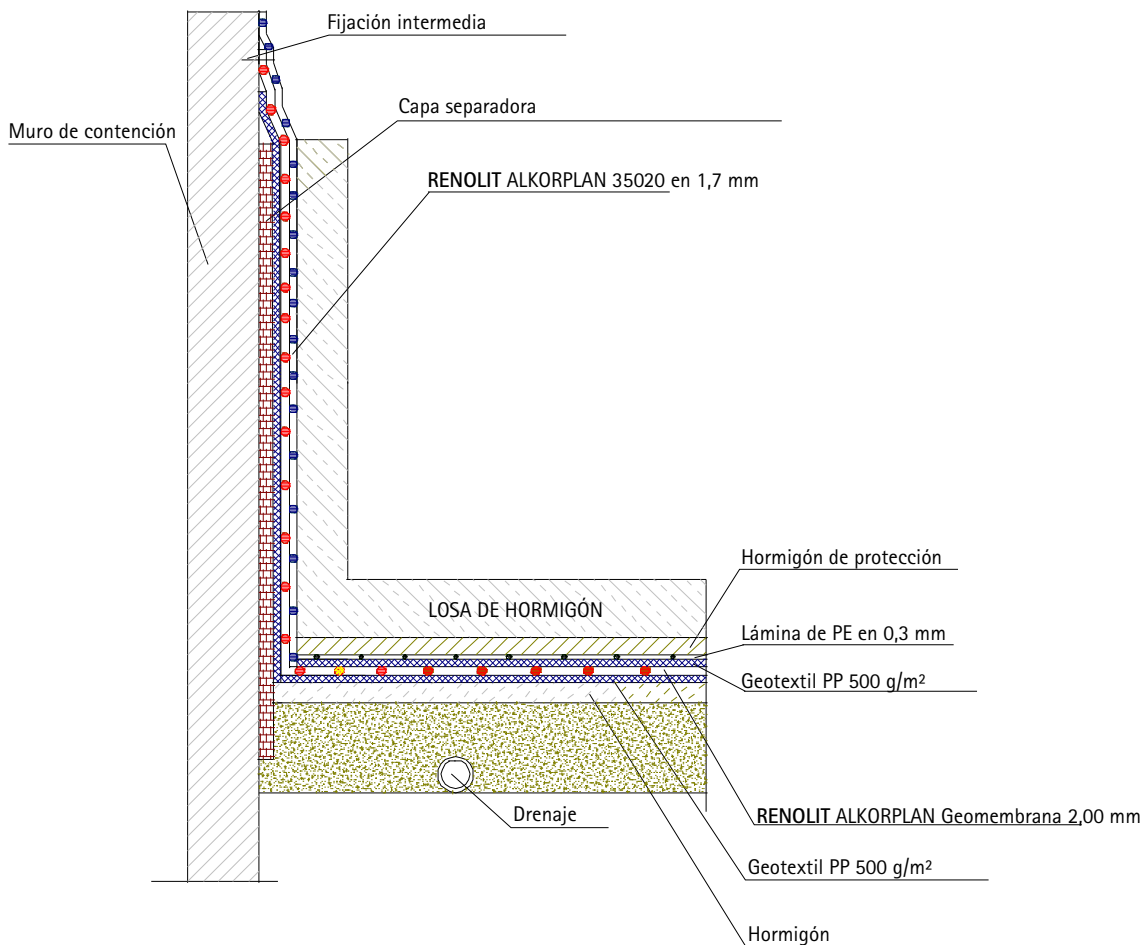 Fijación intermedia
Capa separadora
Muro de contención
RENOLIT ALKORPLAN 35020 en 1,7 mm
Hormigón de protección
LOSA DE HORMIGÓN
Lámina de PE en 0,3 mm
Geotextil PP 500 g/m²
Drenaje
RENOLIT ALKORPLAN Geomembrana 2,00 mm
Geotextil PP 500 g/m²
Hormigón